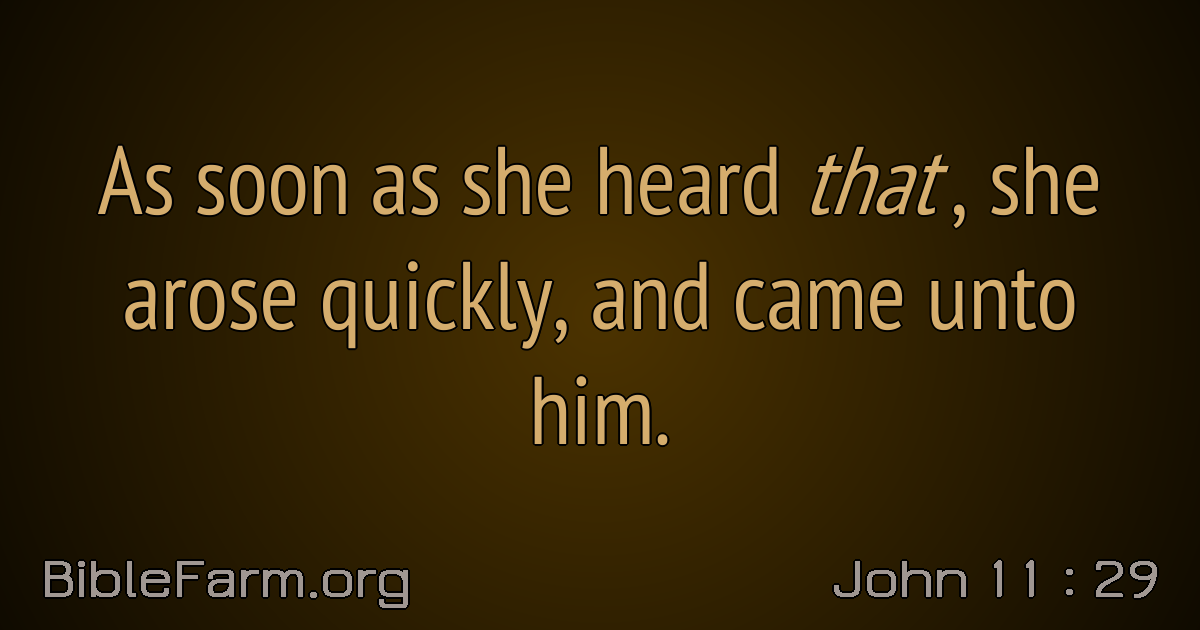 As soon as she heard that , she
arose quickly, and came unto
him.
BibleFarm.org
John 11 : 29